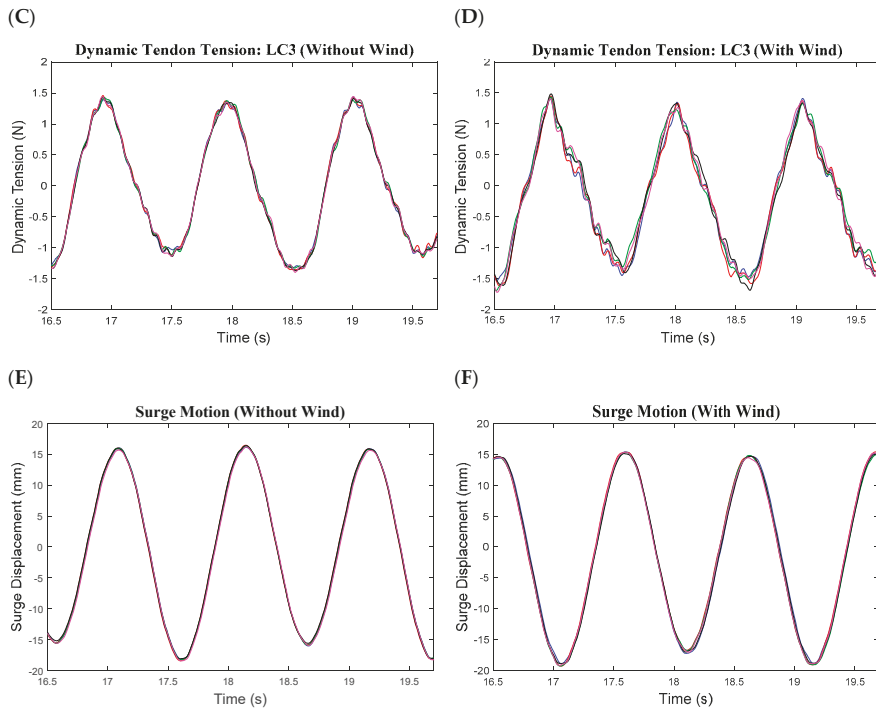 (C)
Dynamic Tendon Tension: LC3 (Without Wind)
2
1.5
1
0.5
0
-0.5
-1
-1.5
-2
Dynamic Tension (N)
16.5 17 17.5 18 18.5 19 19.5
Time (s)
(D)
Dynamic Tendon Tension: LC3 (With Wind)
2
1.5
1
0.5
0
-0.5
-1
-1.5
-2
Dynamic Tension (N)
16.5 17 17.5 18 18.5 19 19.5
Time (s)
(E)
Surge Motion (Without Wind)
20
15
10
5
0
-5
-10
-15
-20
Surge Displacement (mm)
16.5 17 17.5 18 18.5 19 19.5
Time (s)
(F)
Surge Motion (With Wind)
20
15
10
5
0
-5
-10
-15
-20
Surge Displacement (mm)
16.5 17 17.5 18 18.5 19 19.5
Time (s)